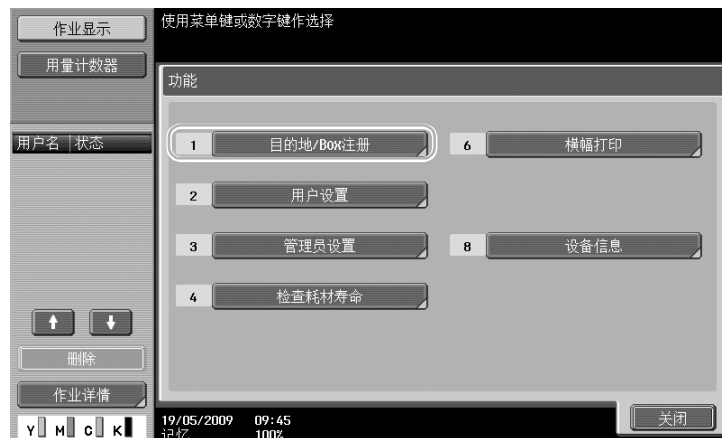 作业显示
用量计数器
用户名 状态
删除
作业详情
Y M C K
使用菜单键或数字键作选择
功能
1 目的地/Box注册
2 用户设置
3 管理员设置
4 检查耗材寿命
6 横幅打印
8 设备信息
19/05/2009 09:45
记忆 100%
关闭